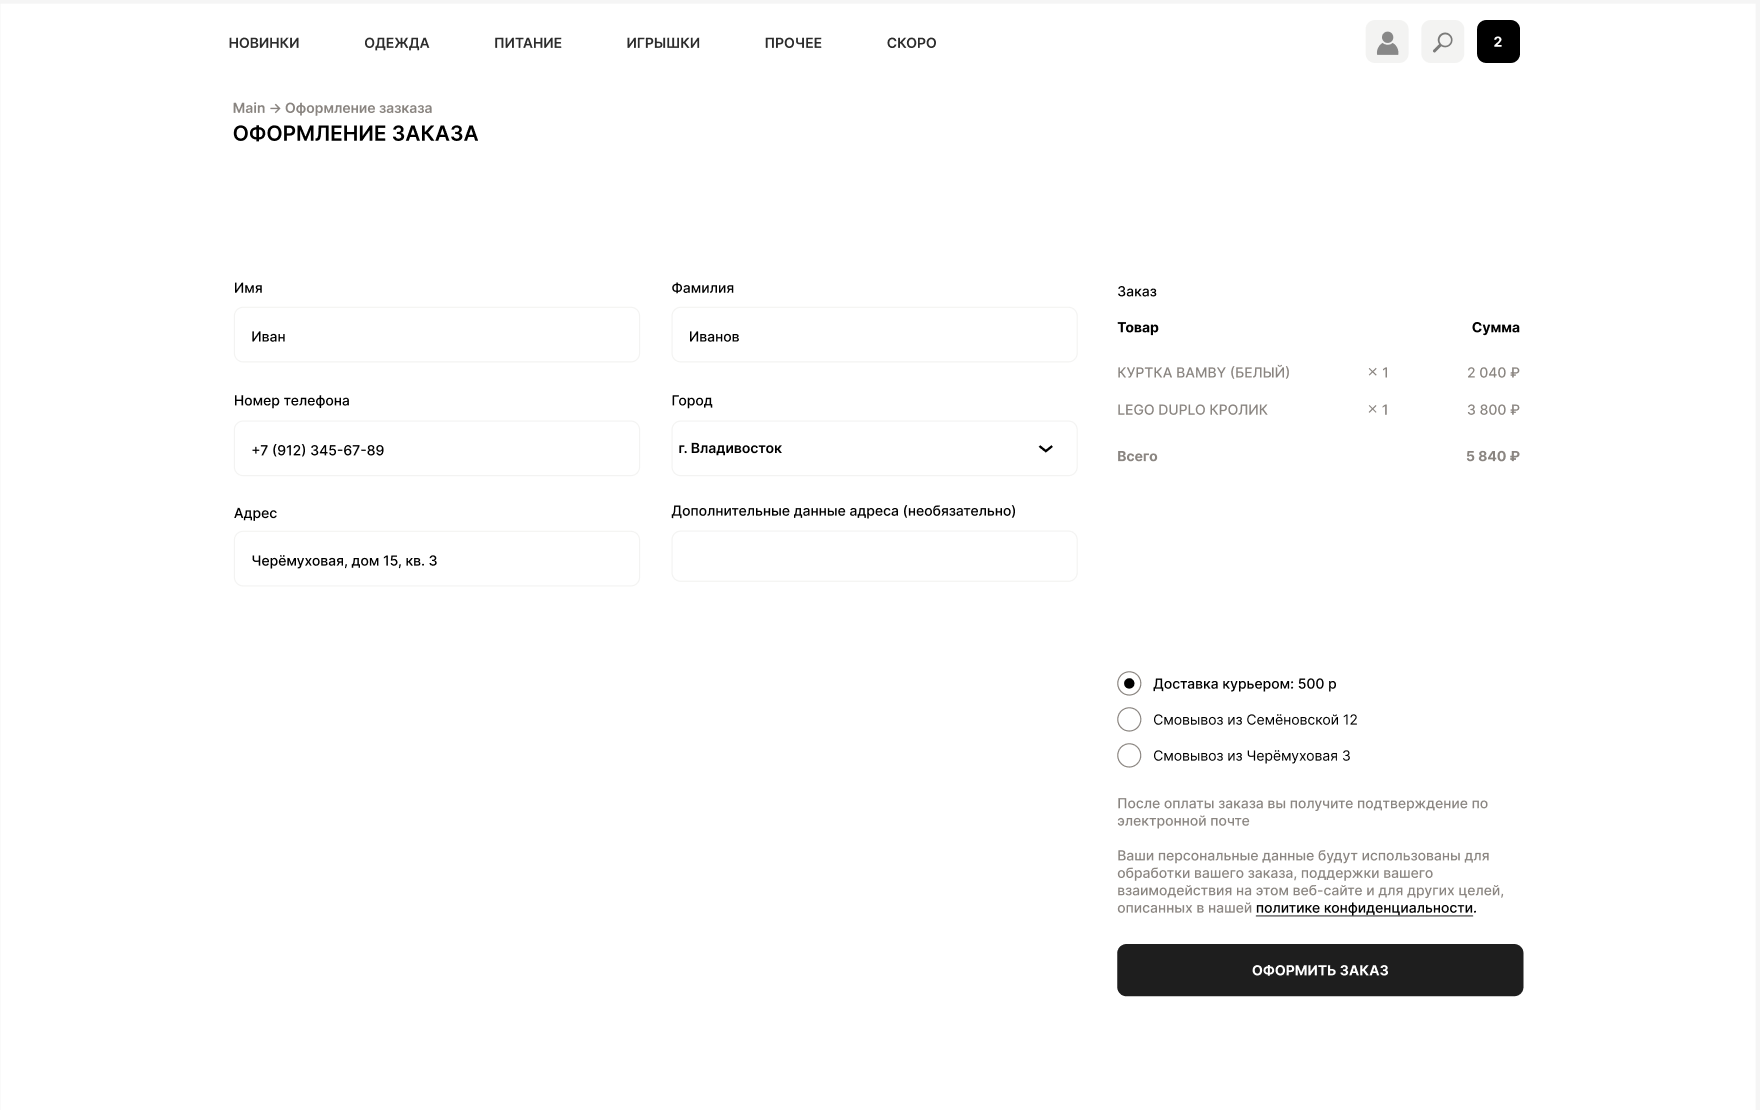 НОВИНКИ ОДЕЖДА ПИТАНИЕ ИГРЫШКИ ПРОЧЕЕ СКОРО 2
Main → Оформление зазказа
ОФОРМЛЕНИЕ ЗАКАЗА
Имя
Иван
Фамилия
Иванов
Номер телефона
+7 (912) 345-67-89
Город
г. Владивосток
Адрес
Черёмуховая, дом 15, кв. 3
Дополнительные данные адреса (необязательно)
Заказ
Товар Сумма
КУРТКА BAMBY (БЕЛЫЙ) × 1 2 040 ₽
LEGO DUPLO КРОЛИК × 1 3 800 ₽
Всего 5 840 ₽
Доставка курьером: 500 р
Смовывоз из Семёновской 12
Смовывоз из Черёмуховая 3
После оплаты заказа вы получите подтверждение по
электронной почте
Ваши персональные данные будут использованы для
обработки вашего заказа, поддержки вашего
взаимодействия на этом веб-сайте и для других целей,
описанных в нашей политике конфиденциальности.
ОФОРМИТЬ ЗАКАЗ